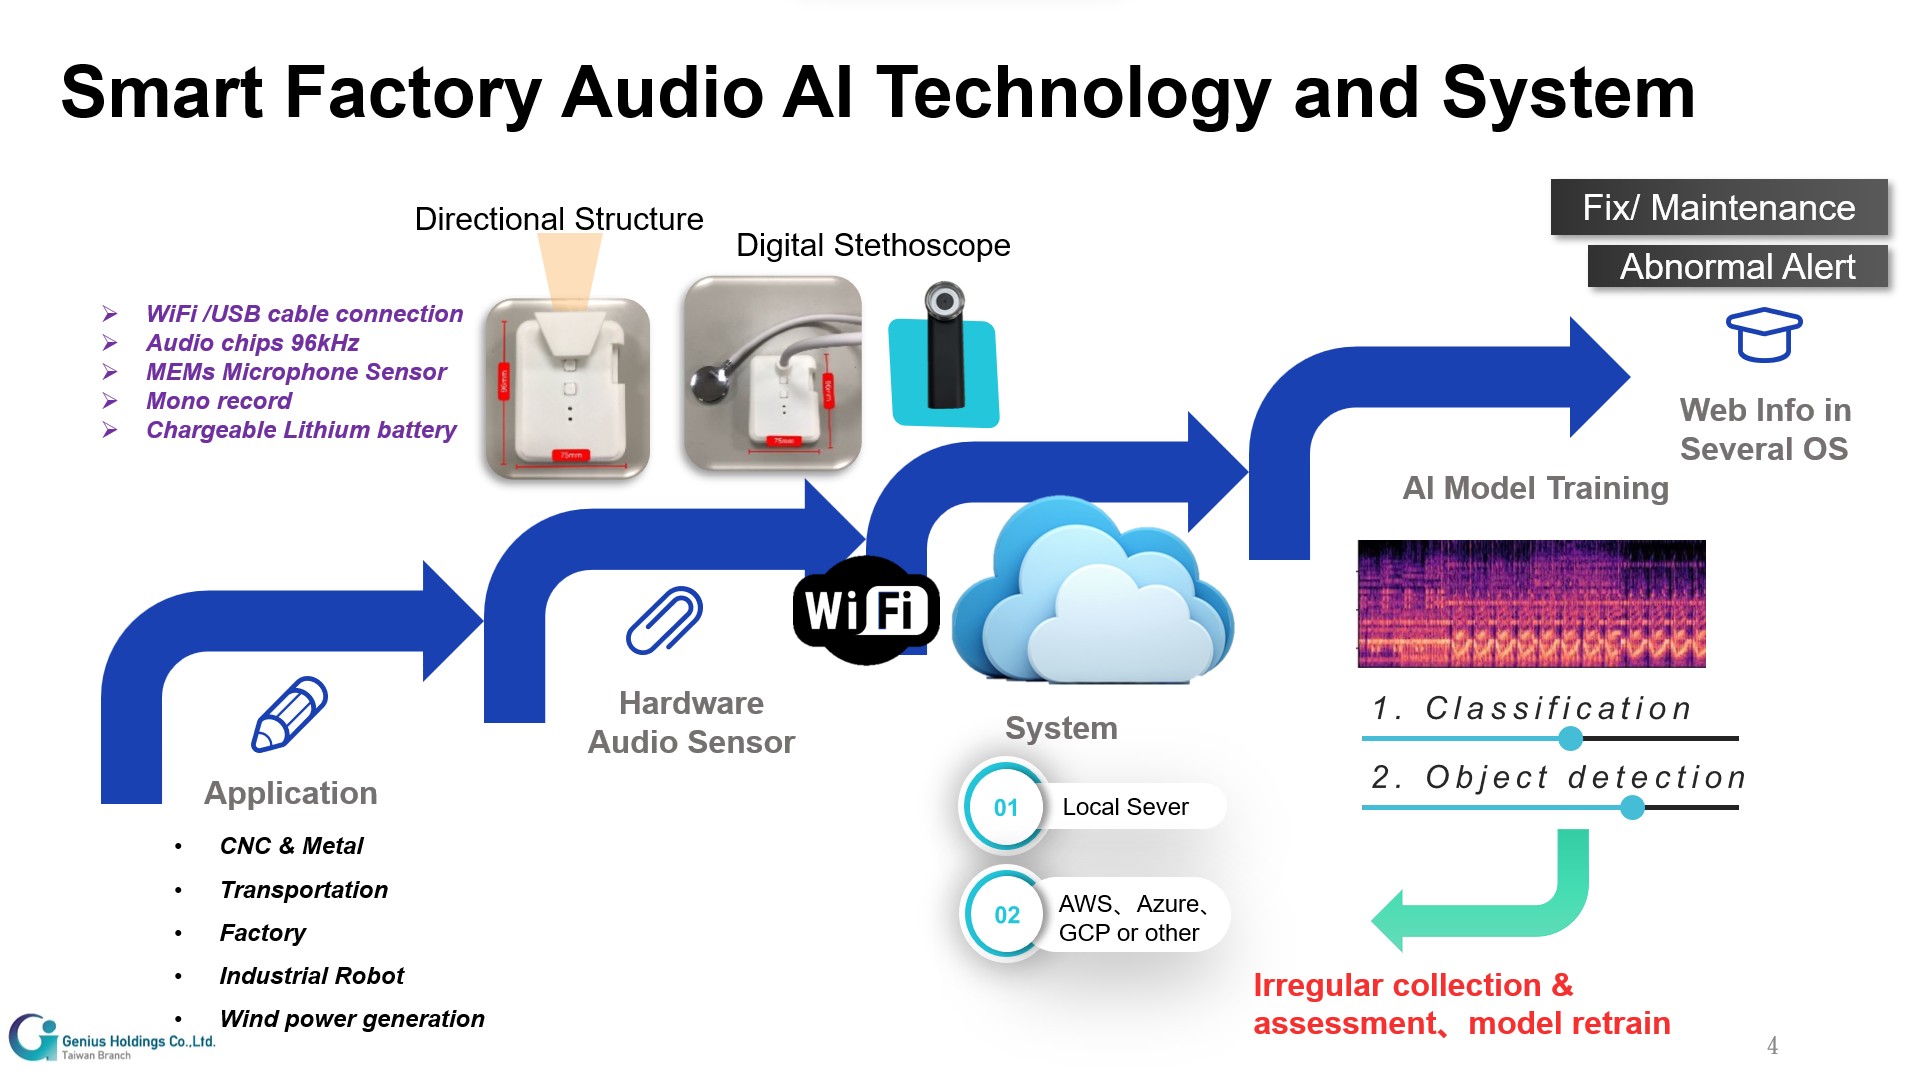 Smart Factory Audio AI Technology and System
Fix/ Maintenance
Abnormal Alert
Directional Structure
Digital Stethoscope
WiFi /USB cable connection
Audio chips 96kHz
MEMs Microphone Sensor
Mono record
Chargeable Lithium battery
96mm
75mm
75mm
Web Info in
Several OS
AI Model Training
WiFi
Hardware
Audio Sensor
System
Application
1. Classification
2. Object detection
01
Local Sever
02
AWS、Azure、
GCP or other
CNC & Metal
Transportation
Factory
Industrial Robot
Wind power generation
Irregular collection &
assessment、model retrain
Genius Holdings Co.,Ltd.
Taiwan Branch
4